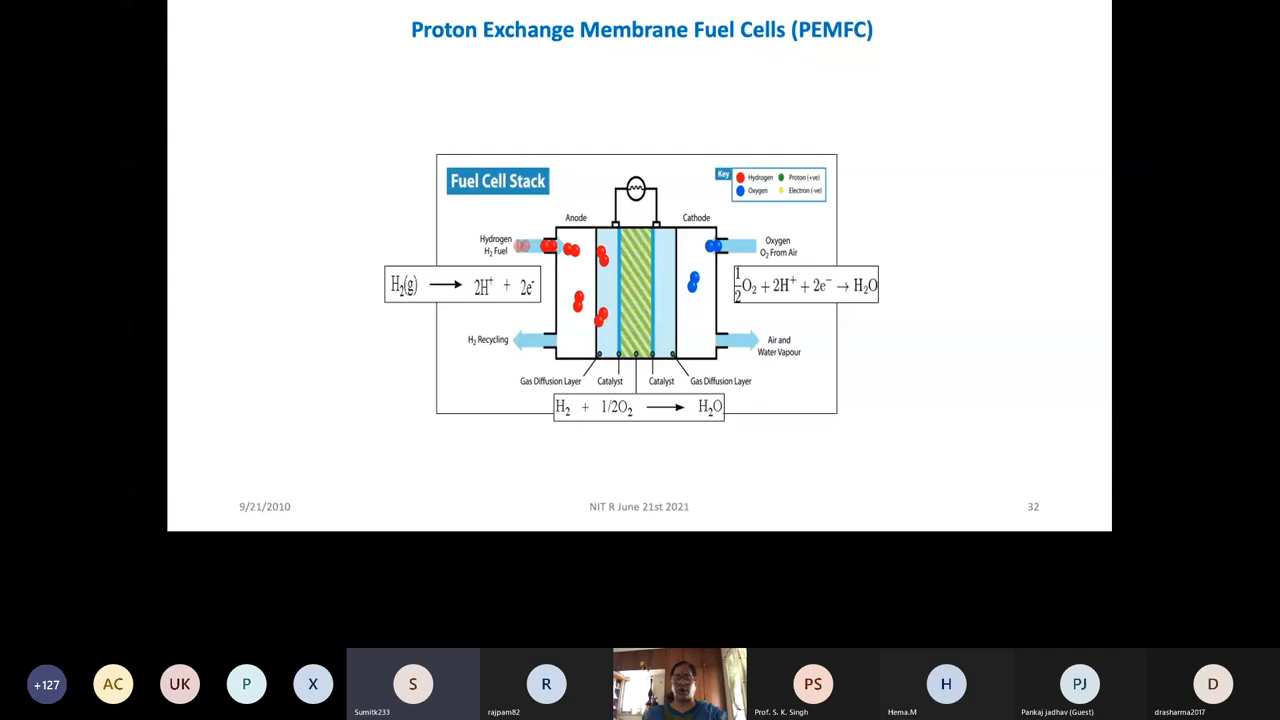 Proton Exchange Membrane Fuel Cells (PEMFC)
Fuel Cell Stack
Key
Hydrogen
Proton (+ve)
Oxygen
Electron (-ve)
Anode
Cathode
Hydrogen
H₂ Fuel
Oxygen
O₂ From Air
H₂(g) → 2H⁺ + 2e⁻
1/2 O₂ + 2H⁺ + 2e⁻ → H₂O
H₂ Recycling
Air and
Water Vapour
Gas Diffusion Layer
Catalyst
Catalyst
Gas Diffusion Layer
H₂ + 1/2O₂ → H₂O
9/21/2010
NIT R June 21st 2021
32
+127
AC
UK
P
X
S
R
PS
H
PJ
D
Sumitk233
rajpam82
Prof. S. K. Singh
Hema.M
Pankaj jadhav (Guest)
drasharma2017